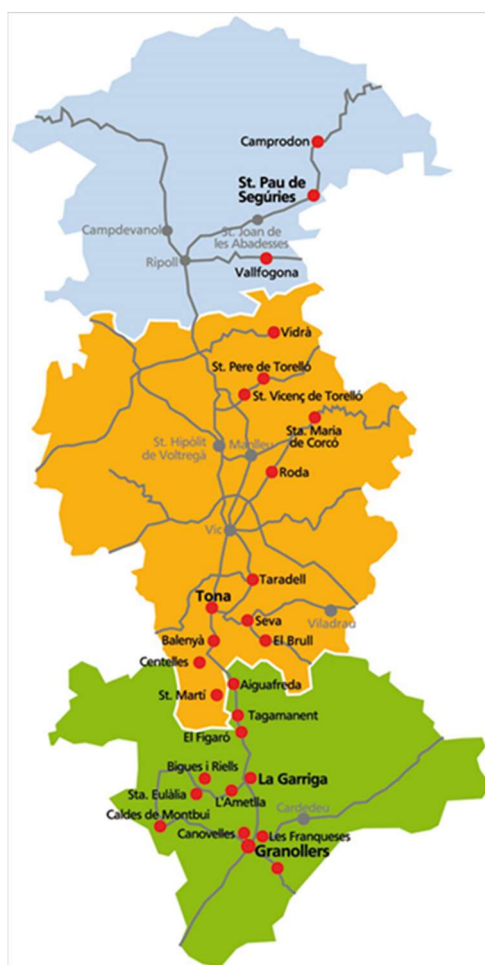 Camprodon
St. Pau de
Segúries
Campdevanol
St. Joan de
les Abadesses
Ripoll
Vallfogona
Vidrà
St. Pere de Torelló
St. Vicenç de Torelló
Sta. Maria
de Corcó
St. Hipòlit
de Voltregà
Manlleu
Roda
Vic
Taradell
Tona
Seva
Viladrau
Balenyà
El Brull
Centelles
Aiguafreda
St. Martí
Tagamanent
El Figaró
Bigues i Riells
La Garriga
Sta. Eulàlia
L'Ametlla
Caldes de Montbui
Cardedeu
Canovelles
Les Franqueses
Granollers